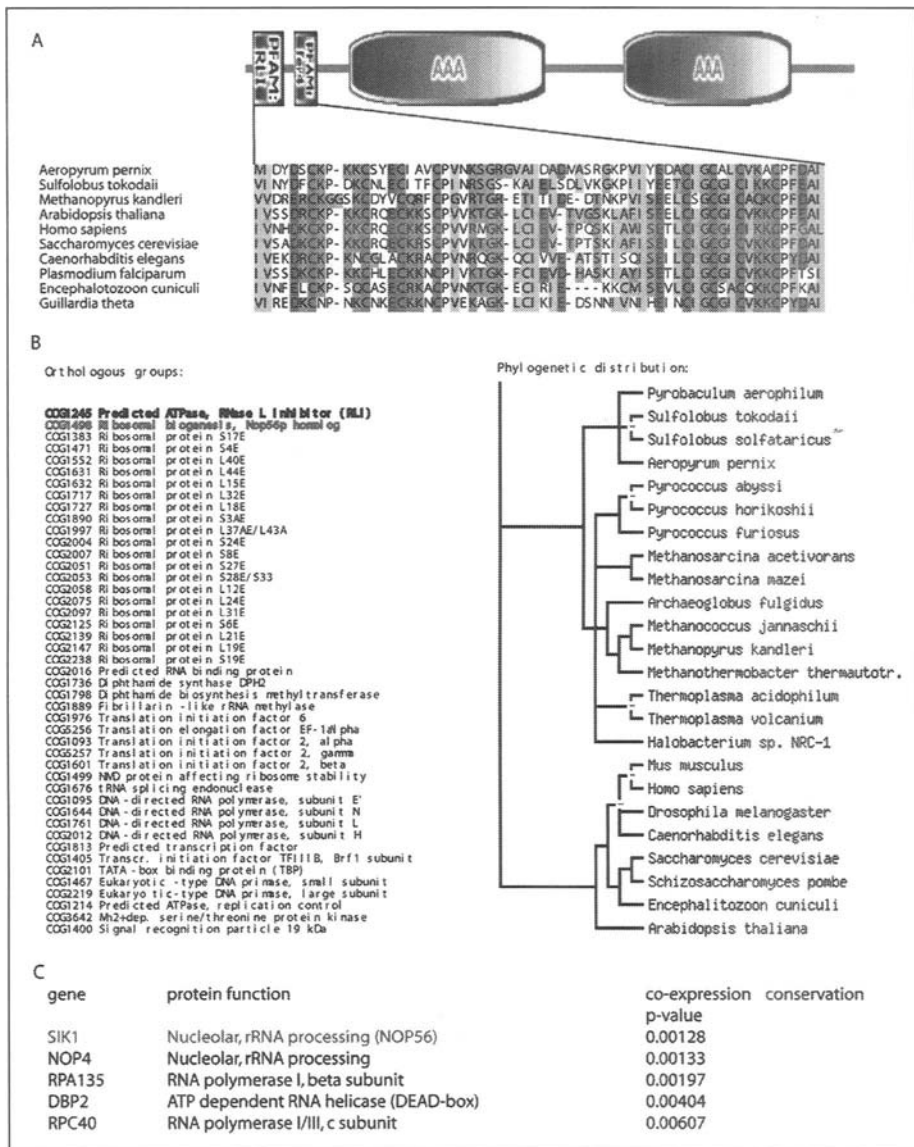 A
PFAM: RLI
PFAM: fer4
AAA
AAA
Aeropyrum pernix
Sulfolobus tokodaii
Methanopyrus kandleri
Arabidopsis thaliana
Homo sapiens
Saccharomyces cerevisiae
Caenorhabditis elegans
Plasmodium falciparum
Encephalotozoon cuniculi
Guillardia theta
B
Orthologous groups:
COG1245 Predicted ATPase, RNase L inhibitor (RLI)
COG1498 Ribosomal biogenesis, Nop56p homolog
COG1383 Ribosomal protein S17E
COG1471 Ribosomal protein S4E
COG1552 Ribosomal protein L40E
COG1631 Ribosomal protein L44E
COG1632 Ribosomal protein L15E
COG1717 Ribosomal protein L32E
COG1727 Ribosomal protein L18E
COG1890 Ribosomal protein S3AE
COG1997 Ribosomal protein L37AE/L43A
COG2004 Ribosomal protein S24E
COG2007 Ribosomal protein S8E
COG2051 Ribosomal protein S27E
COG2053 Ribosomal protein S28E/S33
COG2058 Ribosomal protein L12E
COG2075 Ribosomal protein L24E
COG2097 Ribosomal protein L31E
COG2125 Ribosomal protein S6E
COG2139 Ribosomal protein L21E
COG2147 Ribosomal protein L19E
COG2238 Ribosomal protein S19E
COG2016 Predicted RNA binding protein
COG1736 Diphthamide synthase DPH2
COG1798 Diphthamide biosynthesis methyltransferase
COG1889 Fibrillarin-like rRNA methylase
COG1976 Translation initiation factor 6
COG5256 Translation elongation factor EF-1alpha
COG1093 Translation initiation factor 2, alpha
COG5257 Translation initiation factor 2, gamma
COG1601 Translation initiation factor 2, beta
COG1499 NMD protein affecting ribosome stability
COG1676 tRNA splicing endonuclease
COG1095 DNA-directed RNA polymerase, subunit E'
COG1644 DNA-directed RNA polymerase, subunit N
COG1761 DNA-directed RNA polymerase, subunit L
COG2012 DNA-directed RNA polymerase, subunit H
COG1813 Predicted transcription factor
COG1405 Transcr. initiation factor TFIIIB, Brf1 subunit
COG2101 TATA-box binding protein (TBP)
COG1467 Eukaryotic-type DNA primase, small subunit
COG2219 Eukaryotic-type DNA primase, large subunit
COG1214 Predicted ATPase, replication control
COG3642 Mn2+dep. serine/threonine protein kinase
COG1400 Signal recognition particle 19 kDa
Phylogenetic distribution:
Pyrobaculum aerophilum
Sulfolobus tokodaii
Sulfolobus solfataricus
Aeropyrum pernix
Pyrococcus abyssi
Pyrococcus horikoshii
Pyrococcus furiosus
Methanosarcina acetivorans
Methanosarcina mazei
Archaeoglobus fulgidus
Methanococcus jannaschii
Methanopyrus kandleri
Methanothermobacter thermautotr.
Thermoplasma acidophilum
Thermoplasma volcanium
Halobacterium sp. NRC-1
Mus musculus
Homo sapiens
Drosophila melanogaster
Caenorhabditis elegans
Saccharomyces cerevisiae
Schizosaccharomyces pombe
Encephalitozoon cuniculi
Arabidopsis thaliana
C
gene protein function co-expression conservation
p-value
SIK1 Nucleolar, rRNA processing (NOP56) 0.00128
NOP4 Nucleolar, rRNA processing 0.00133
RPA135 RNA polymerase I, beta subunit 0.00197
DBP2 ATP dependent RNA helicase (DEAD-box) 0.00404
RPC40 RNA polymerase I/III, c subunit 0.00607